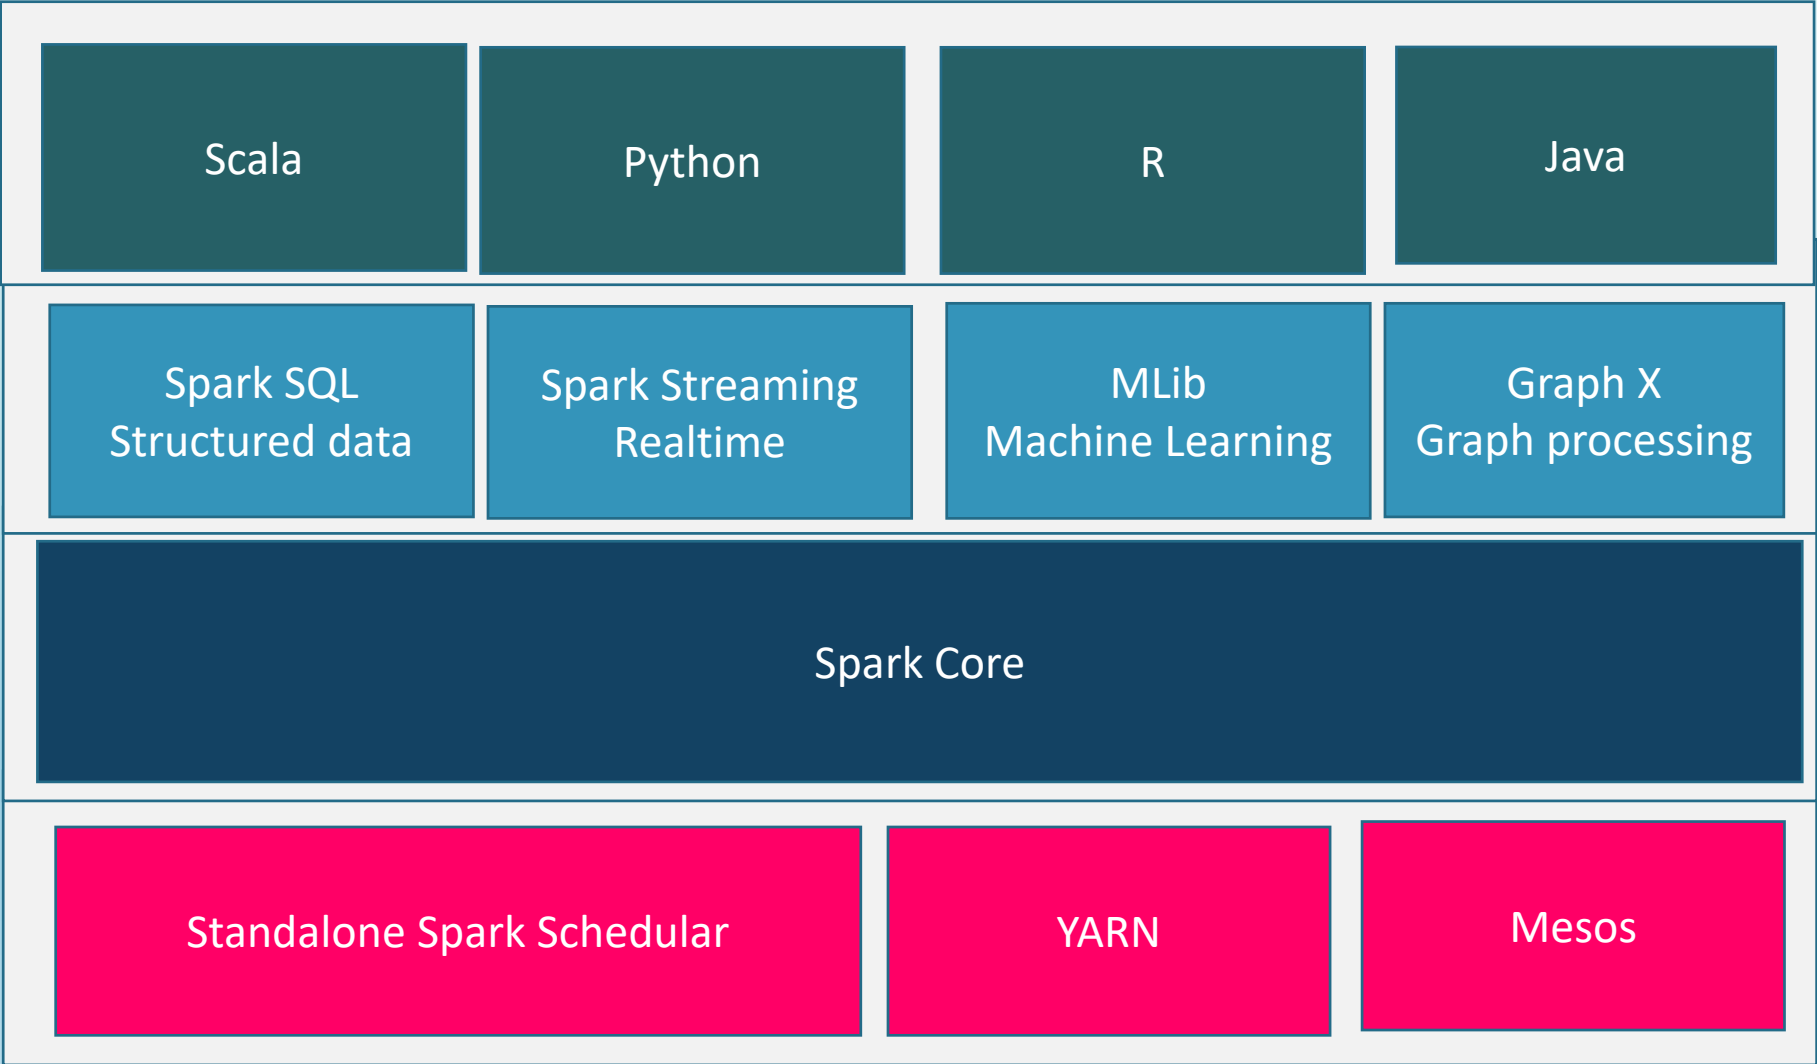 Scala
Python
R
Java
Spark SQL
Structured data
Spark Streaming
Realtime
MLib
Machine Learning
Graph X
Graph processing
Spark Core
Standalone Spark Schedular
YARN
Mesos